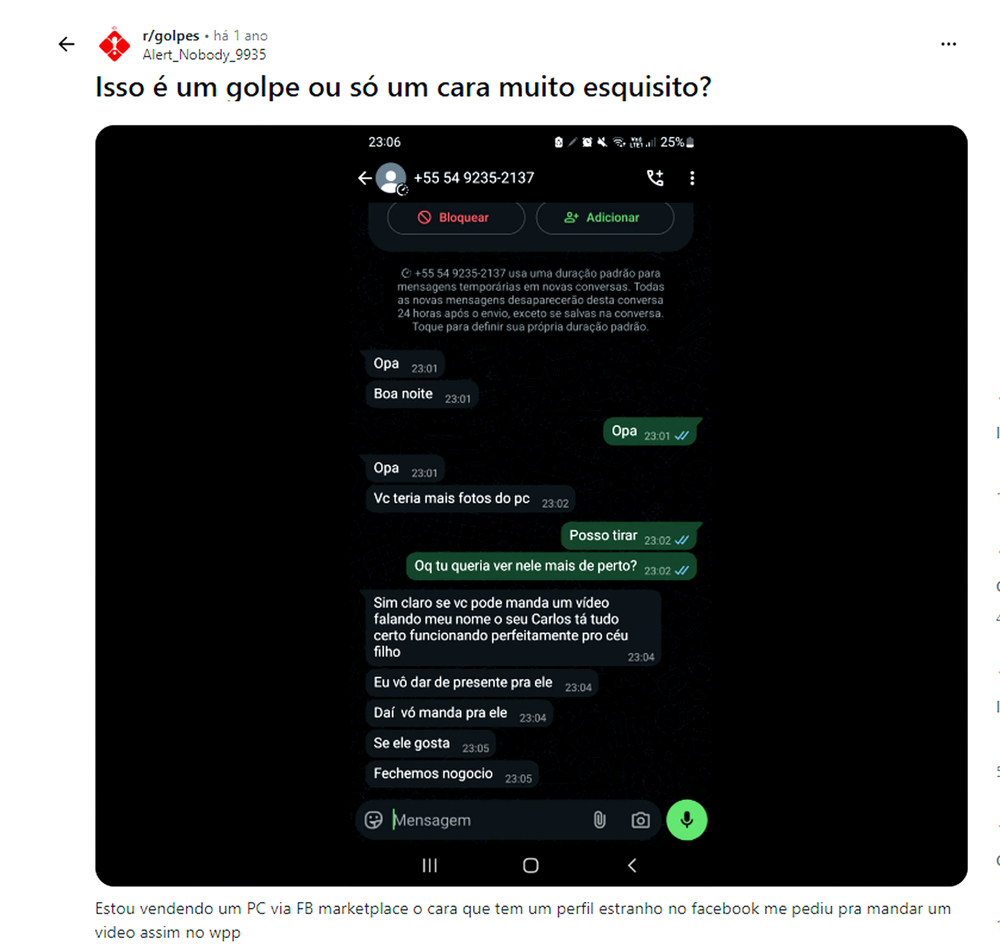 r/golpes • há 1 ano
Alert_Nobody_9935
Isso é um golpe ou só um cara muito esquisito?
23:06
25%
+55 54 9235-2137
Bloquear
Adicionar
+55 54 9235-2137 usa uma duração padrão para
mensagens temporárias em novas conversas. Todas
as novas mensagens desaparecerão desta conversa
24 horas após o envio, exceto se salvas na conversa.
Toque para definir sua própria duração padrão.
Opa 23:01
Boa noite 23:01
Opa 23:01
Opa 23:01
Vc teria mais fotos do pc 23:02
Posso tirar 23:02
Oq tu queria ver nele mais de perto? 23:02
Sim claro se vc pode manda um vídeo
falando meu nome o seu Carlos tá tudo
certo funcionando perfeitamente pro céu
filho 23:04
Eu vô dar de presente pra ele 23:04
Daí vó manda pra ele 23:04
Se ele gosta 23:05
Fechemos nogocio 23:05
Mensagem
Estou vendendo um PC via FB marketplace o cara que tem um perfil estranho no facebook me pediu pra mandar um
video assim no wpp